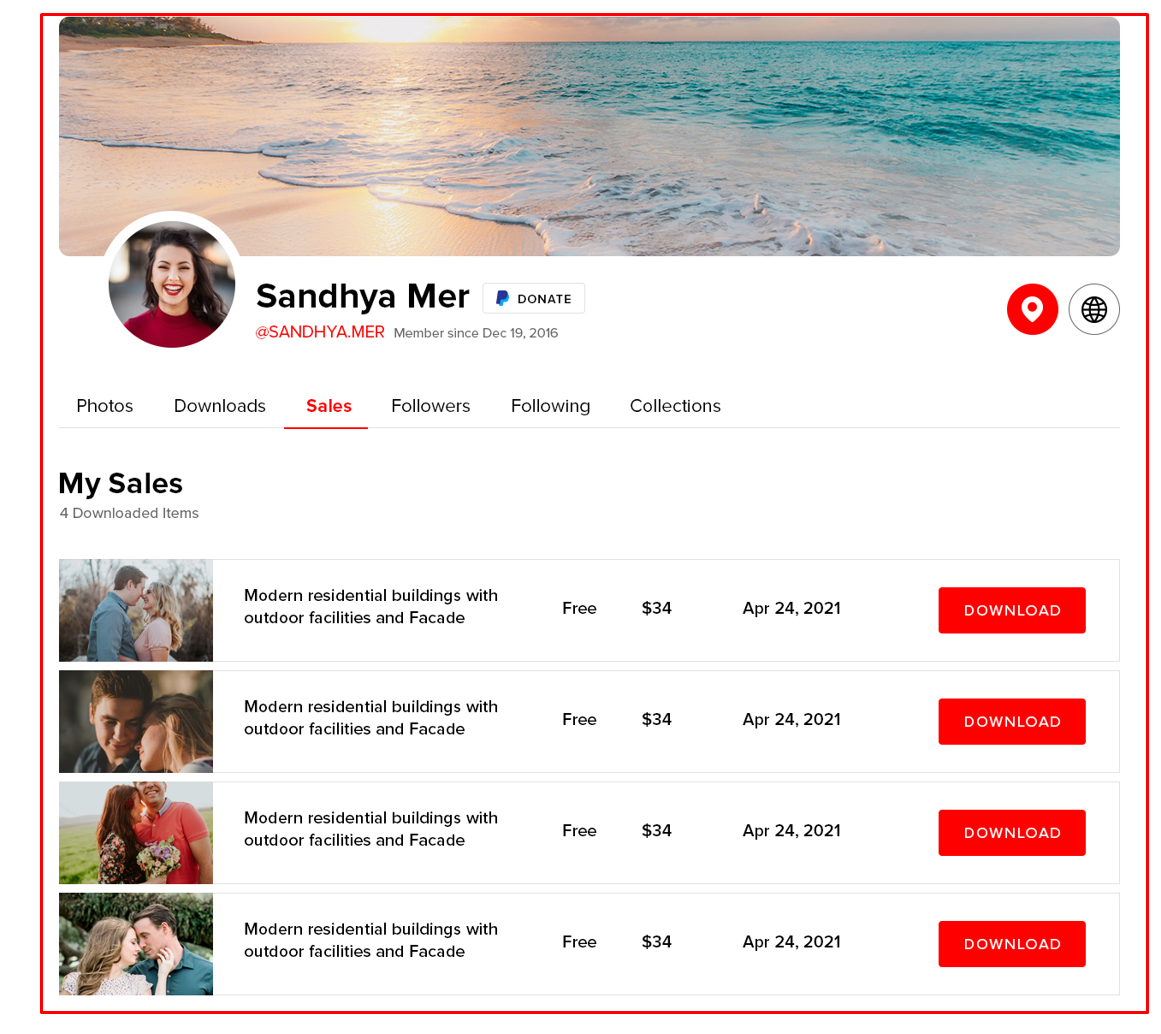 Sandhya Mer
DONATE
@SANDHYA.MER Member since Dec 19, 2016
Photos Downloads Sales Followers Following Collections
My Sales
4 Downloaded Items
Modern residential buildings with
outdoor facilities and Facade
Free $34 Apr 24, 2021 DOWNLOAD
Modern residential buildings with
outdoor facilities and Facade
Free $34 Apr 24, 2021 DOWNLOAD
Modern residential buildings with
outdoor facilities and Facade
Free $34 Apr 24, 2021 DOWNLOAD
Modern residential buildings with
outdoor facilities and Facade
Free $34 Apr 24, 2021 DOWNLOAD